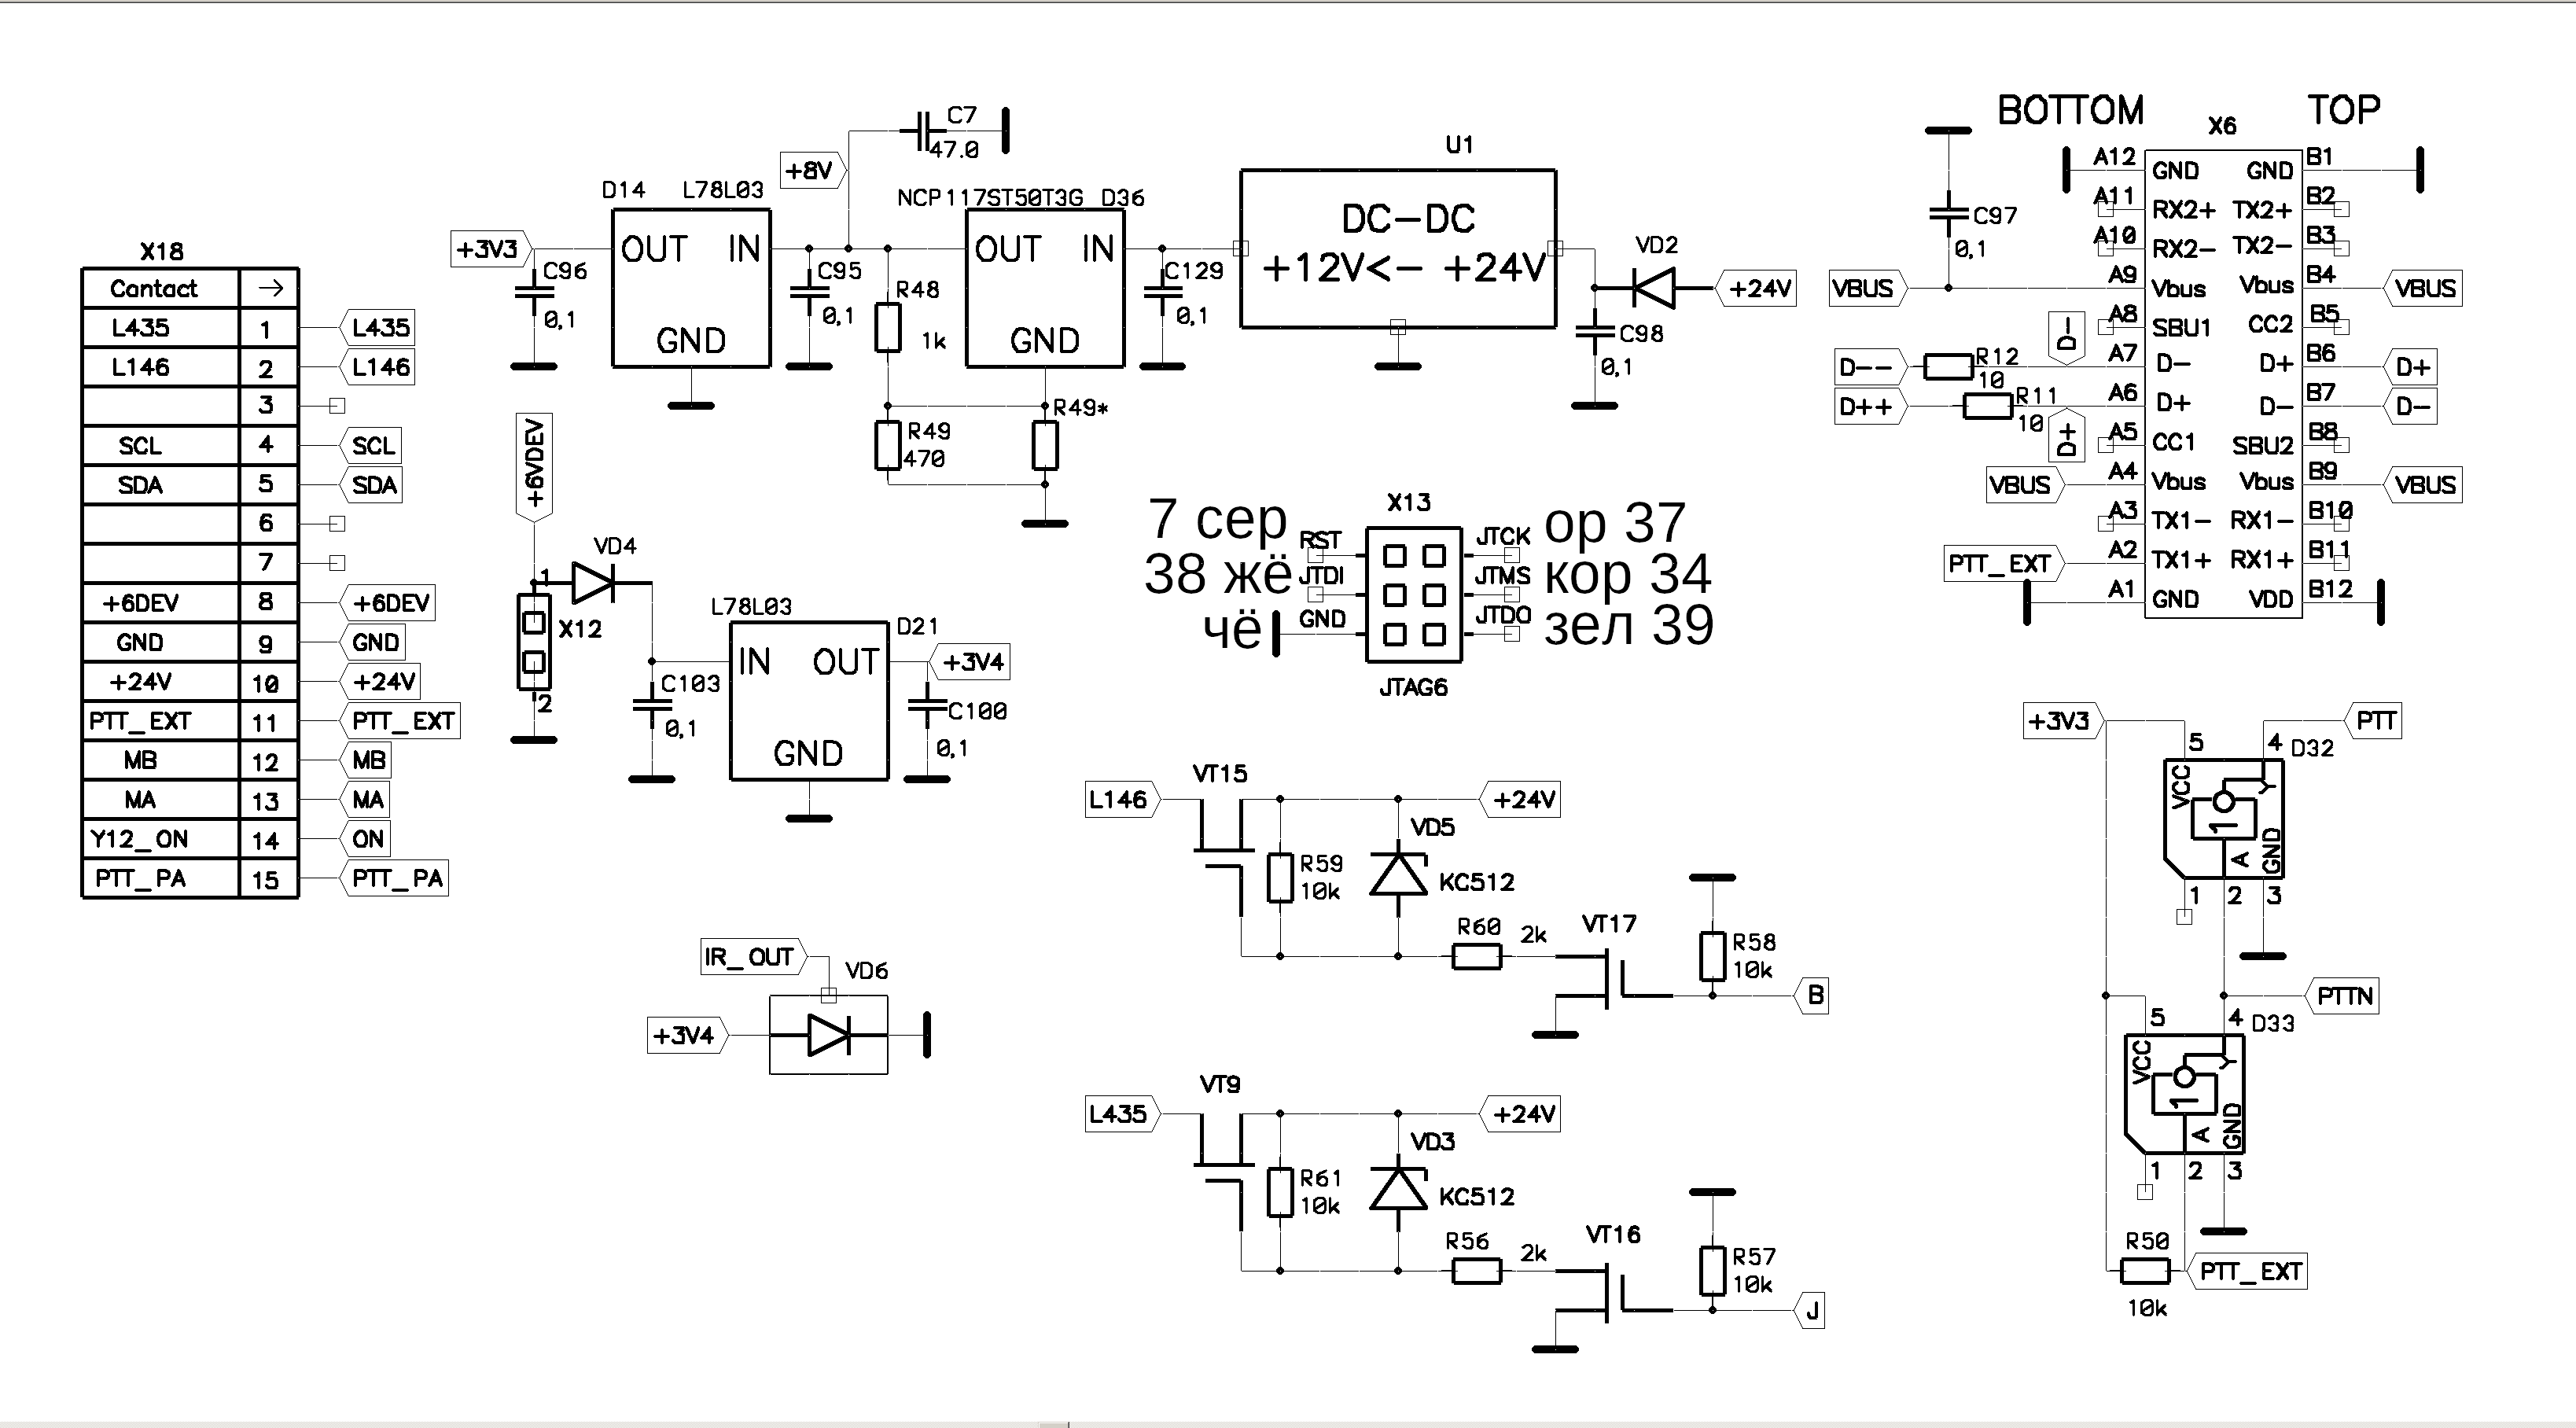 X18
Contact →
L435 1 L435
L146 2 L146
3
SCL 4 SCL
SDA 5 SDA
6
7
+6DEV 8 +6DEV
GND 9 GND
+24V 10 +24V
PTT_EXT 11 PTT_EXT
MB 12 MB
MA 13 MA
Y12_ON 14 ON
PTT_PA 15 PTT_PA
C7
47.0
+8V
D14 L78L03
+3V3
OUT IN
GND
C96
0,1
C95
0,1
R48
1k
NCP117ST50T3G D36
OUT IN
GND
C129
0,1
R49
470
R49*
U1
DC-DC
+12V<- +24V
VD2
+24V
C98
0,1
+6VDEV
VD4
1
X12
2
L78L03
D21
IN OUT
GND
+3V4
C103
0,1
C100
0,1
IR_OUT
VD6
+3V4
X13
7 сер RST JTCK ор 37
38 жё JTDI JTMS кор 34
чё GND JTDO зел 39
JTAG6
VT15
L146
+24V
VD5
R59
10k
KC512
R60 2k
VT17
R58
10k
B
VT9
L435
+24V
VD3
R61
10k
KC512
R56 2k
VT16
R57
10k
J
BOTTOM TOP
X6
C97
0,1
A12 GND GND B1
A11 RX2+ TX2+ B2
A10 RX2- TX2- B3
VBUS A9 Vbus Vbus B4 VBUS
A8 SBU1 CC2 B5
D-
D-- R12 10 A7 D- D+ B6 D+
D++ R11 10 A6 D+ D- B7 D-
D+
A5 CC1 SBU2 B8
VBUS A4 Vbus Vbus B9 VBUS
A3 TX1- RX1- B10
PTT_EXT A2 TX1+ RX1+ B11
A1 GND VDD B12
+3V3
PTT
5 4 D32
VCC Y
1
A GND
1 2 3
PTTN
5 4 D33
VCC Y
1
A GND
1 2 3
R50
PTT_EXT
10k